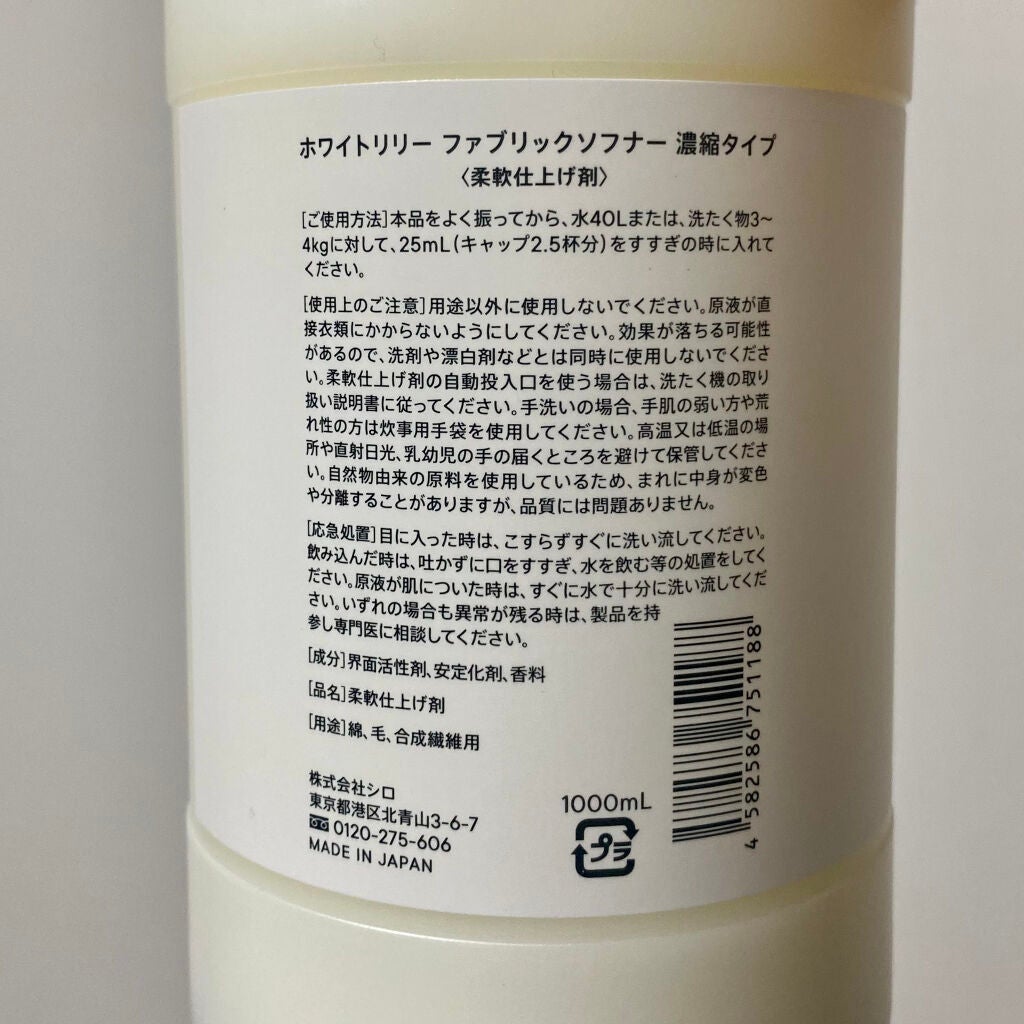 ホワイトリリー ファブリックソフナー 濃縮タイプ
〈柔軟仕上げ剤〉
[ご使用方法]本品をよく振ってから、水40Lまたは、洗たく物3〜
4kgに対して、25mL(キャップ2.5杯分)をすすぎの時に入れて
ください。
[使用上のご注意]用途以外に使用しないでください。原液が直
接衣類にかからないようにしてください。効果が落ちる可能性
があるので、洗剤や漂白剤などとは同時に使用しないでくださ
い。柔軟仕上げ剤の自動投入口を使う場合は、洗たく機の取り
扱い説明書に従ってください。手洗いの場合、手肌の弱い方や荒
れ性の方は炊事用手袋を使用してください。高温又は低温の場
所や直射日光、乳幼児の手の届くところを避けて保管してくださ
い。自然物由来の原料を使用しているため、まれに中身が変色
や分離することがありますが、品質には問題ありません。
[応急処置]目に入った時は、こすらずすぐに洗い流してください。
飲み込んだ時は、吐かずに口をすすぎ、水を飲む等の処置をしてく
ださい。原液が肌についた時は、すぐに水で十分に洗い流してくだ
さい。いずれの場合も異常が残る時は、製品を持
参し専門医に相談してください。
[成分]界面活性剤、安定化剤、香料
[品名]柔軟仕上げ剤
[用途]綿、毛、合成繊維用
株式会社シロ
東京都港区北青山3-6-7
0120-275-606
MADE IN JAPAN
1000mL
プラ
4 582586 751188